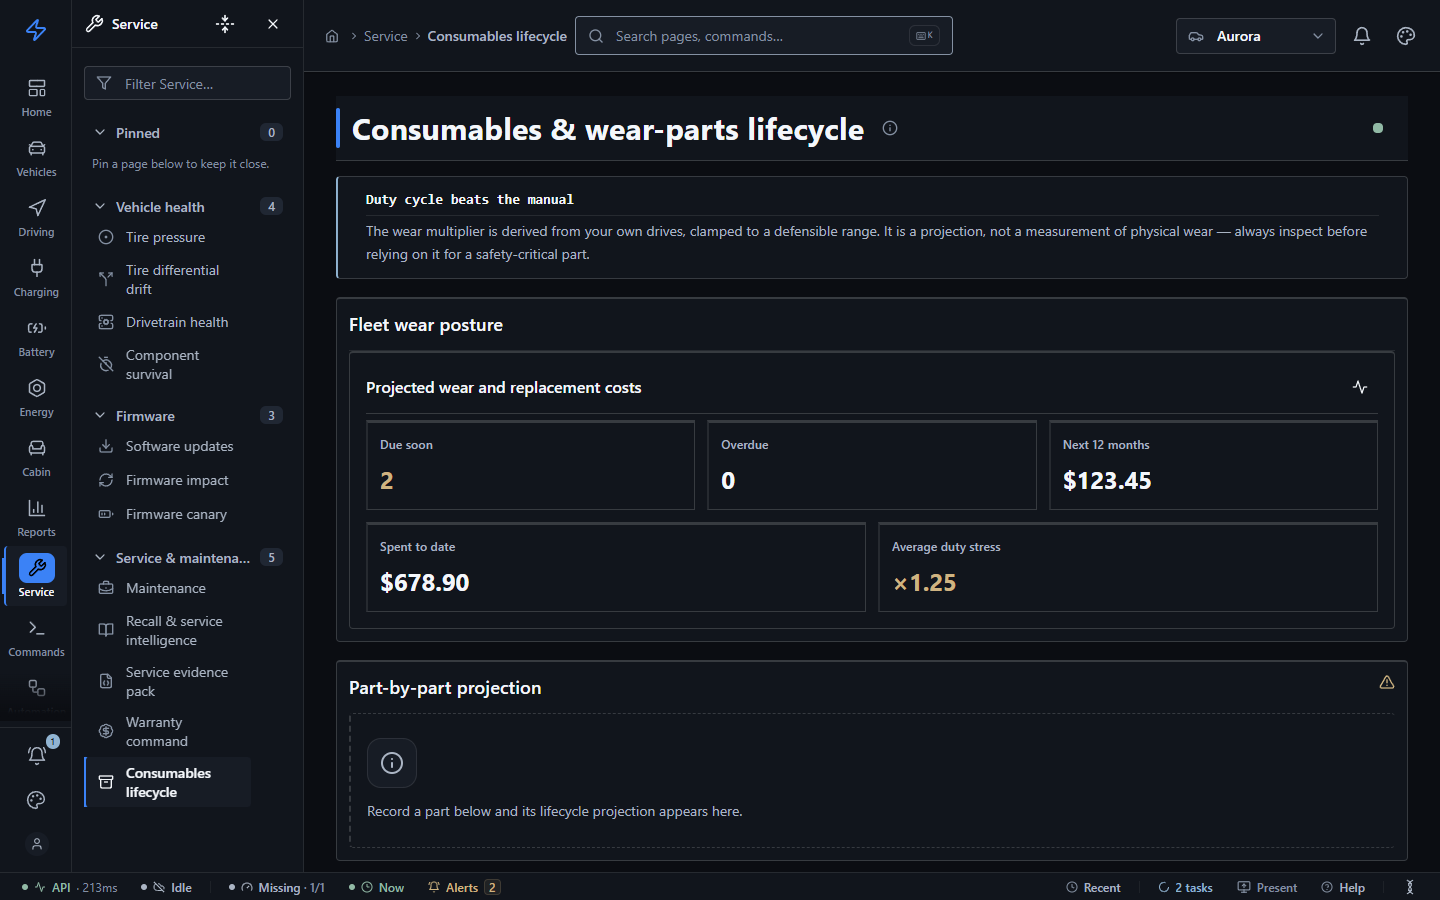 Service
Service
Consumables lifecycle
Search pages, commands...
K
Aurora
Home
Vehicles
Driving
Charging
Battery
Energy
Cabin
Reports
Service
Commands
1
Filter Service...
Pinned
0
Pin a page below to keep it close.
Vehicle health
4
Tire pressure
Tire differential
drift
Drivetrain health
Component
survival
Firmware
3
Software updates
Firmware impact
Firmware canary
Service & maintena...
5
Maintenance
Recall & service
intelligence
Service evidence
pack
Warranty
command
Consumables
lifecycle
Consumables & wear-parts lifecycle
Duty cycle beats the manual
The wear multiplier is derived from your own drives, clamped to a defensible range. It is a projection, not a measurement of physical wear — always inspect before
relying on it for a safety-critical part.
Fleet wear posture
Projected wear and replacement costs
Due soon
2
Overdue
0
Next 12 months
$123.45
Spent to date
$678.90
Average duty stress
×1.25
Part-by-part projection
Record a part below and its lifecycle projection appears here.
API · 213ms
Idle
Missing · 1/1
Now
Alerts 2
Recent
2 tasks
Present
Help